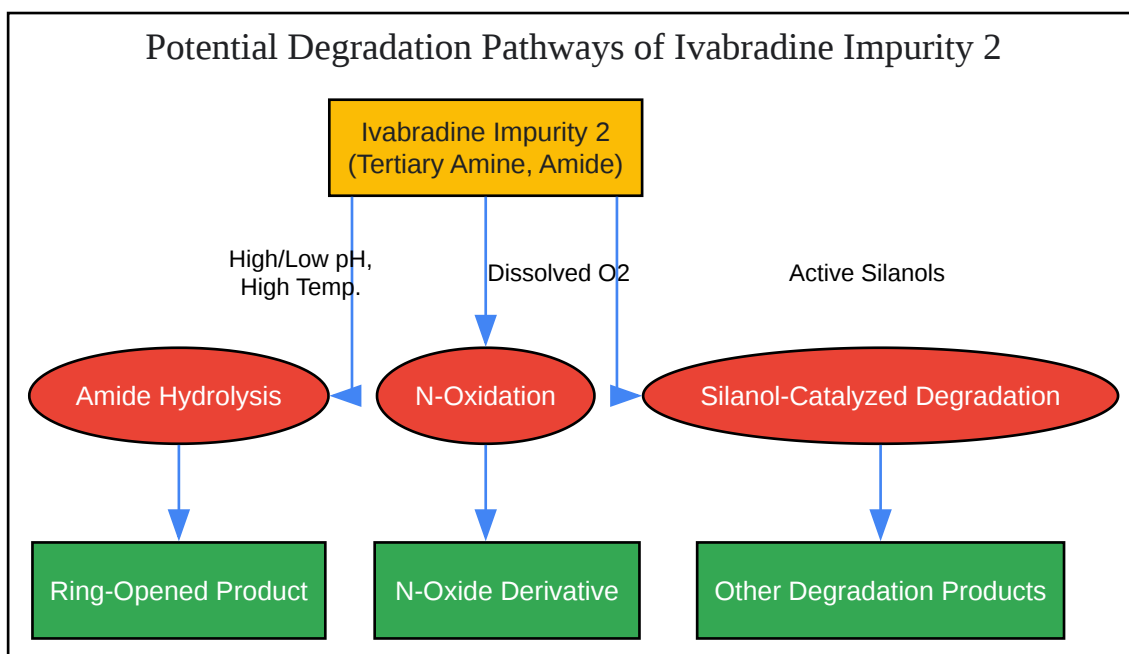 Potential Degradation Pathways of Ivabradine Impurity 2
Ivabradine Impurity 2
(Tertiary Amine, Amide)
High/Low pH,
High Temp.
Dissolved O2
Active Silanols
Amide Hydrolysis
N-Oxidation
Silanol-Catalyzed Degradation
Ring-Opened Product
N-Oxide Derivative
Other Degradation Products